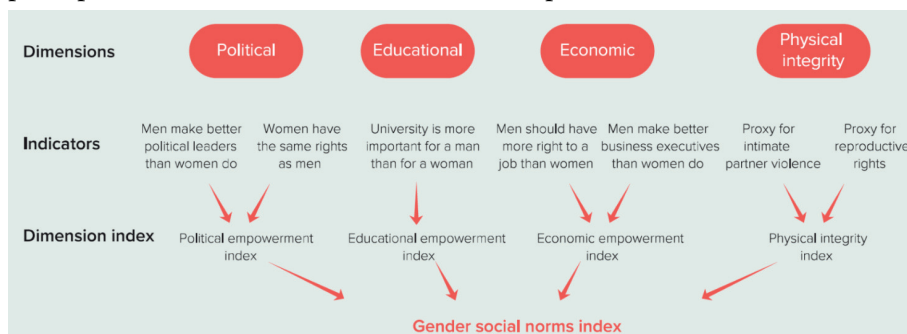 Dimensions
Political
Educational
Economic
Physical
integrity
Indicators
Men make better
political leaders
than women do
Women have
the same rights
as men
University is more
important for a man
than for a woman
Men should have
more right to a
job than women
Men make better
business executives
than women do
Proxy for
intimate
partner violence
Proxy for
reproductive
rights
Dimension index
Political empowerment
index
Educational empowerment
index
Economic empowerment
index
Physical integrity
index
Gender social norms index